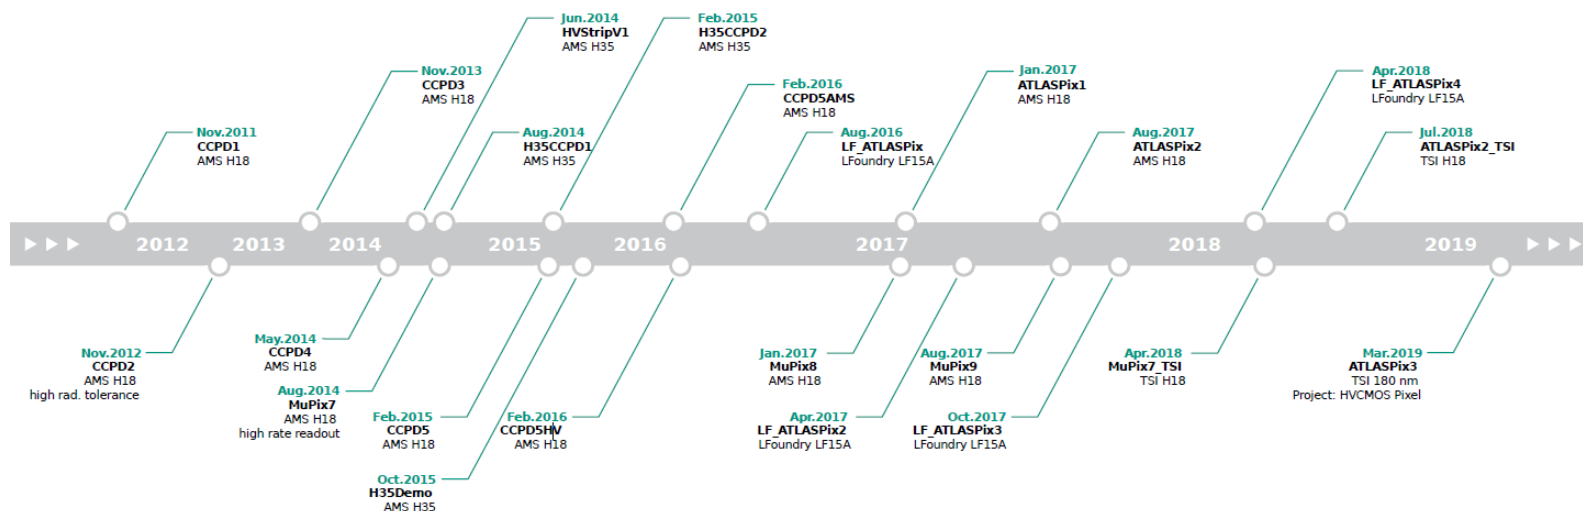 Jun.2014
HVStripV1
AMS H35
Feb.2015
H35CCPD2
AMS H35
Nov.2013
CCPD3
AMS H18
Feb.2016
CCPD5AMS
AMS H18
Jan.2017
ATLASPix1
AMS H18
Apr.2018
LF_ATLASPix4
LFoundry LF15A
Nov.2011
CCPD1
AMS H18
Aug.2014
H35CCPD1
AMS H35
Aug.2016
LF_ATLASPix
LFoundry LF15A
Aug.2017
ATLASPix2
AMS H18
Jul.2018
ATLASPix2_TSI
TSI H18
2012 2013 2014 2015 2016 2017 2018 2019
Nov.2012
CCPD2
AMS H18
high rad. tolerance
May.2014
CCPD4
AMS H18
Aug.2014
MuPix7
AMS H18
high rate readout
Feb.2015
CCPD5
AMS H18
Oct.2015
H35Demo
AMS H35
Feb.2016
CCPD5HV
AMS H18
Jan.2017
MuPix8
AMS H18
Apr.2017
LF_ATLASPix2
LFoundry LF15A
Aug.2017
MuPix9
AMS H18
Oct.2017
LF_ATLASPix3
LFoundry LF15A
Apr.2018
MuPix7_TSI
TSI H18
Mar.2019
ATLASPix3
TSI 180 nm
Project: HVCMOS Pixel